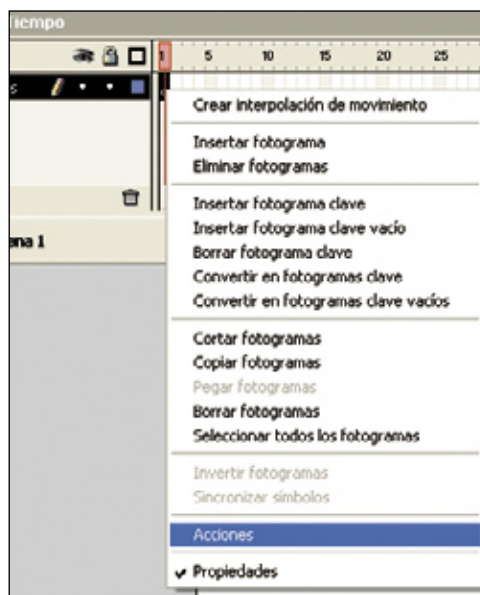 Tiempo
1 5 10 15 20 25
s
Crear interpolación de movimiento
Insertar fotograma
Eliminar fotogramas
Insertar fotograma clave
Insertar fotograma clave vacío
ena 1
Borrar fotograma clave
Convertir en fotogramas clave
Convertir en fotogramas clave vacíos
Cortar fotogramas
Copiar fotogramas
Pegar fotogramas
Borrar fotogramas
Seleccionar todos los fotogramas
Invertir fotogramas
Sincronizar símbolos
Acciones
Propiedades